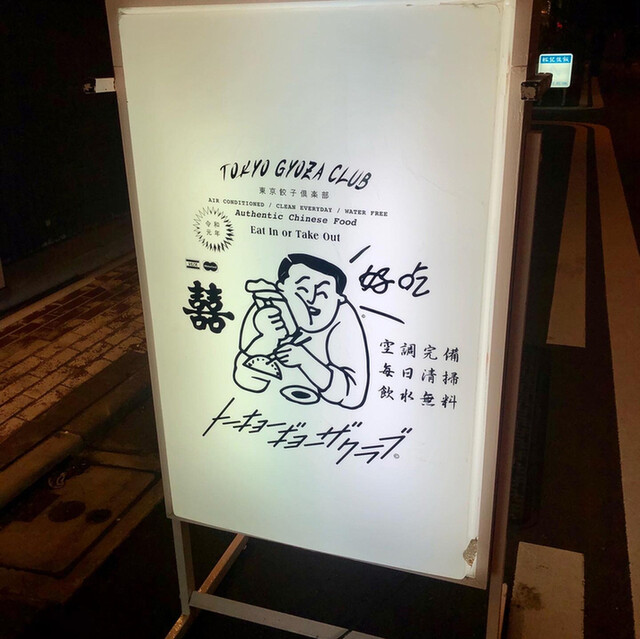 TOKYO GYOZA CLUB
東京餃子倶楽部
AIR CONDITIONED / CLEAN EVERYDAY / WATER FREE
Authentic Chinese Food
Eat In or Take Out
令和
元年
好吃
囍
空調完備
毎日清掃
飲水無料
トーキョーギョーザクラブ©